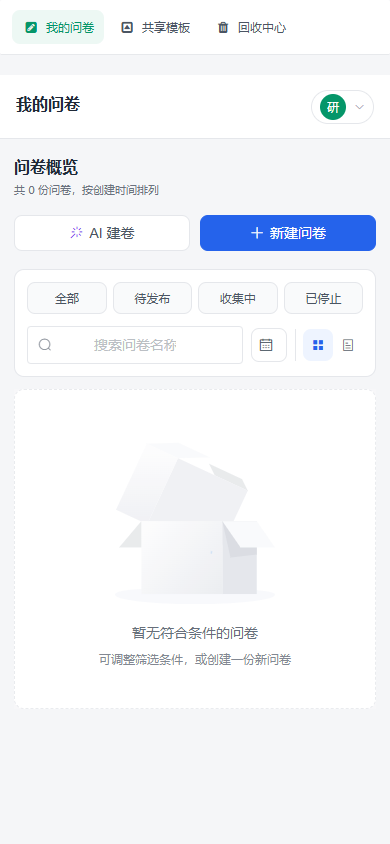 我的问卷
共享模板
回收中心
我的问卷
研
问卷概览
共 0 份问卷，按创建时间排列
AI 建卷
新建问卷
全部
待发布
收集中
已停止
搜索问卷名称
暂无符合条件的问卷
可调整筛选条件，或创建一份新问卷